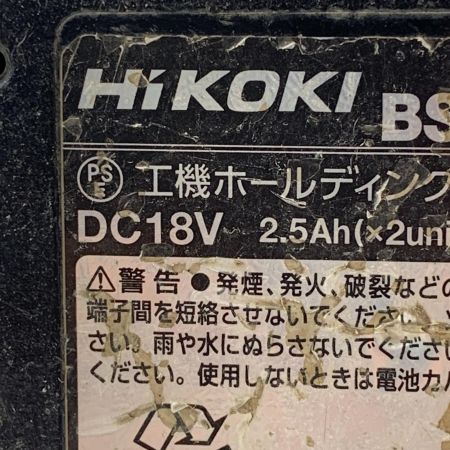 HiKOKI BS
PS E 工機ホールディング
DC18V 2.5Ah(×2uni
⚠警告 ●発煙、発火、破裂などの
端子間を短絡させないでください。
さい。雨や水にぬらさないでくださ
ください。使用しないときは電池カバ